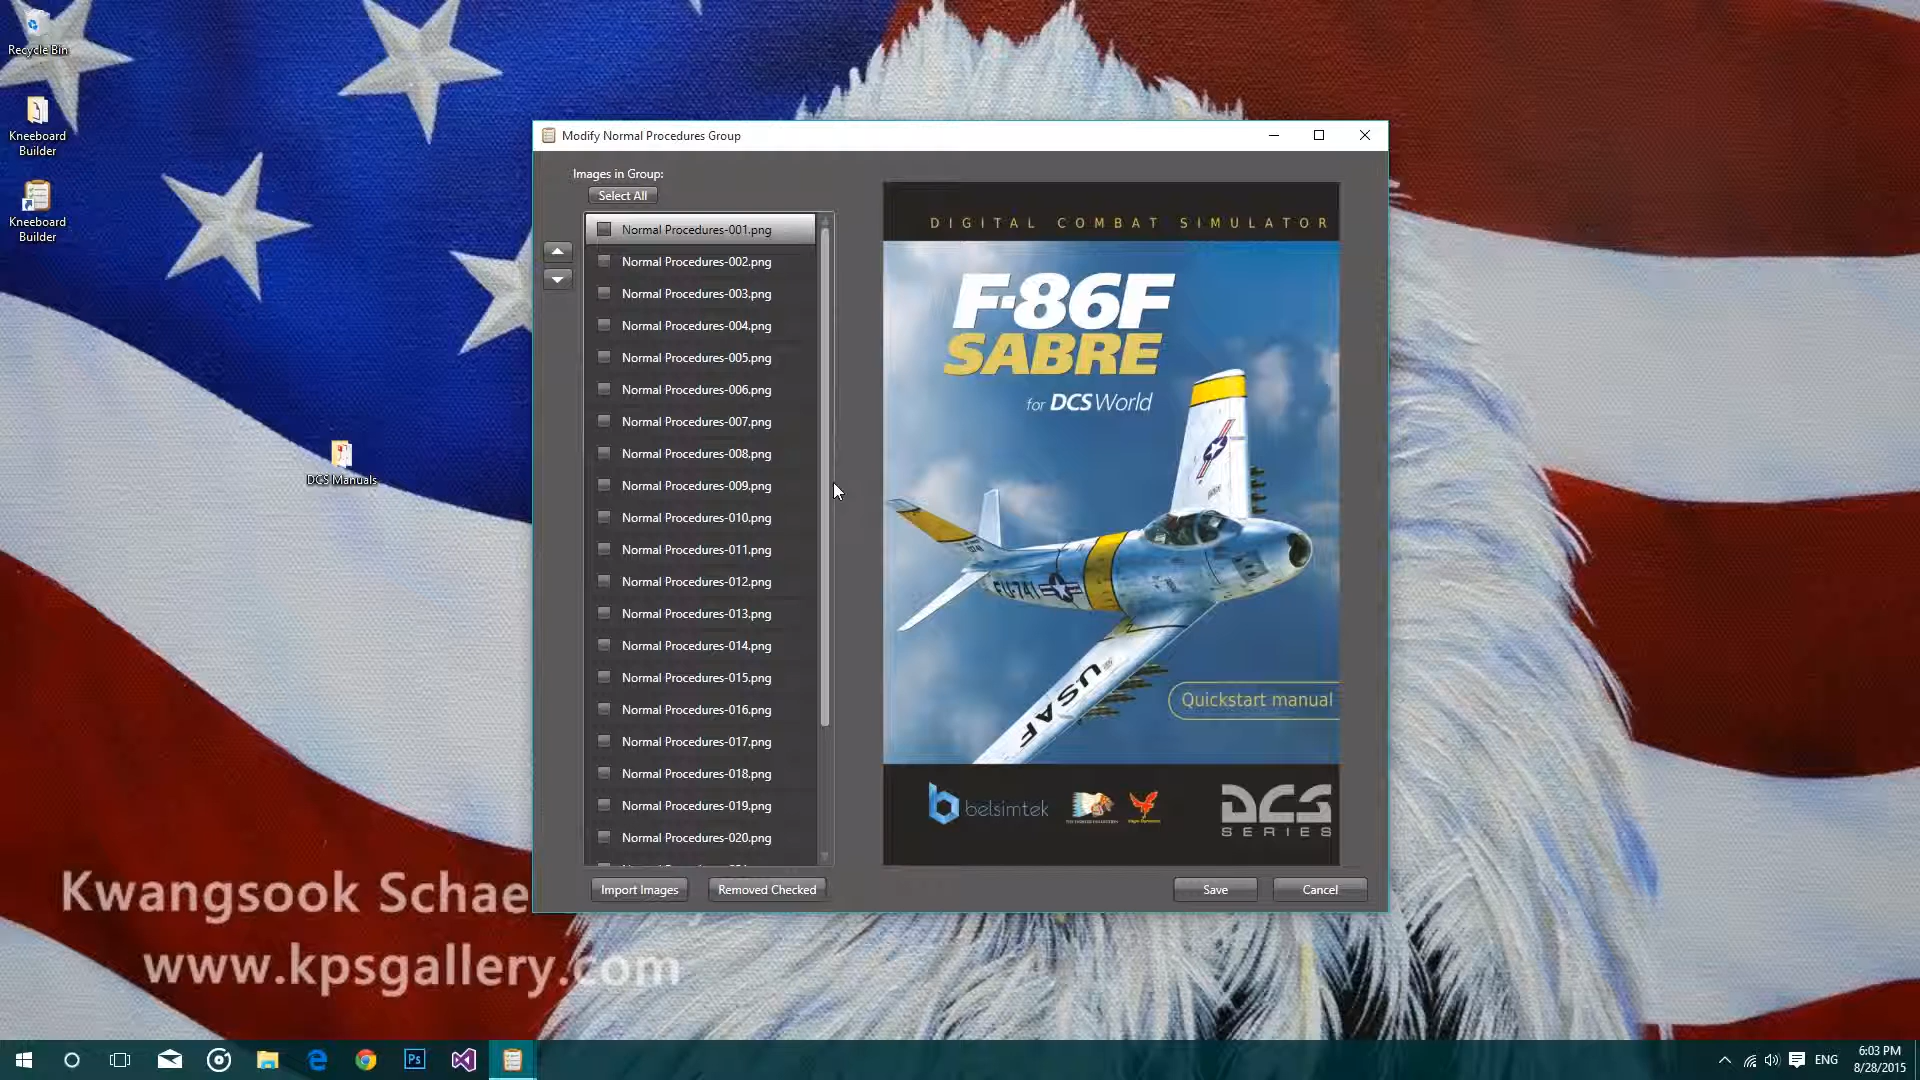 Recycle Bin
Kneeboard
Builder
Kneeboard
Builder
DCS Manuals
Kwangsook Schae
www.kpsgallery.com
Modify Normal Procedures Group
Images in Group:
Select All
Normal Procedures-001.png
Normal Procedures-002.png
Normal Procedures-003.png
Normal Procedures-004.png
Normal Procedures-005.png
Normal Procedures-006.png
Normal Procedures-007.png
Normal Procedures-008.png
Normal Procedures-009.png
Normal Procedures-010.png
Normal Procedures-011.png
Normal Procedures-012.png
Normal Procedures-013.png
Normal Procedures-014.png
Normal Procedures-015.png
Normal Procedures-016.png
Normal Procedures-017.png
Normal Procedures-018.png
Normal Procedures-019.png
Normal Procedures-020.png
Import Images
Removed Checked
DIGITAL COMBAT SIMULATOR
F-86F
SABRE
for DCS World
FU-741
USAF
Quickstart manual
belsimtek
DCS
SERIES
Save
Cancel
Ps
ENG
6:03 PM
8/28/2015